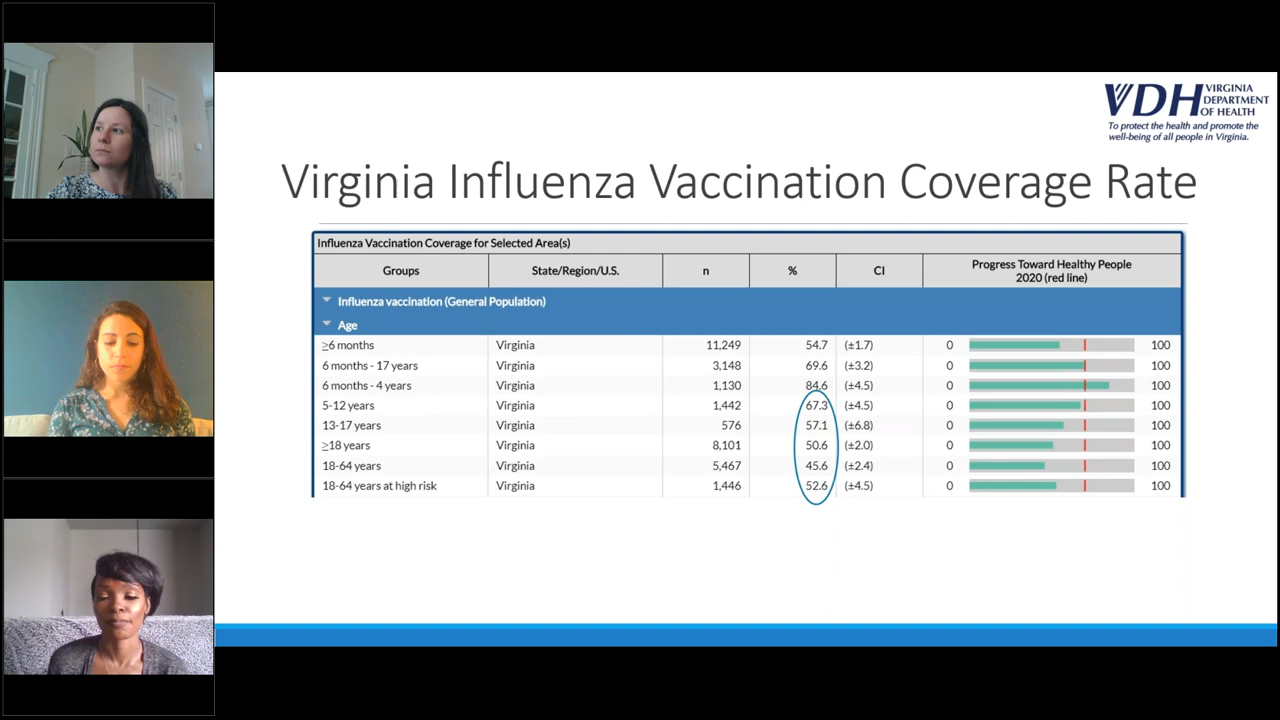 VDH VIRGINIA
DEPARTMENT
OF HEALTH
To protect the health and promote the
well-being of all people in Virginia.
Virginia Influenza Vaccination Coverage Rate
Influenza Vaccination Coverage for Selected Area(s)
Groups State/Region/U.S. n % CI Progress Toward Healthy People
2020 (red line)
Influenza vaccination (General Population)
Age
≥6 months Virginia 11,249 54.7 (±1.7) 0 100
6 months - 17 years Virginia 3,148 69.6 (±3.2) 0 100
6 months - 4 years Virginia 1,130 84.6 (±4.5) 0 100
5-12 years Virginia 1,442 67.3 (±4.5) 0 100
13-17 years Virginia 576 57.1 (±6.8) 0 100
≥18 years Virginia 8,101 50.6 (±2.0) 0 100
18-64 years Virginia 5,467 45.6 (±2.4) 0 100
18-64 years at high risk Virginia 1,446 52.6 (±4.5) 0 100